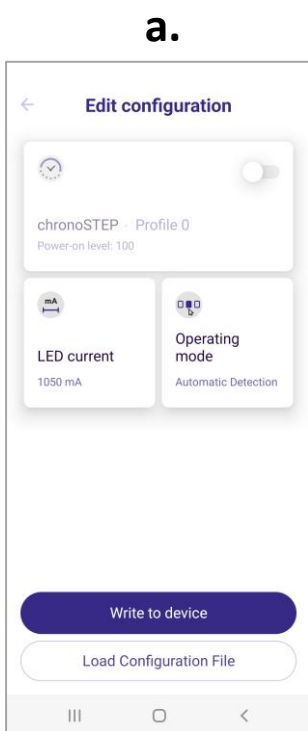 a.
Edit configuration
chronoSTEP · Profile 0
Power-on level: 100
mA
LED current
1050 mA
Operating
mode
Automatic Detection
Write to device
Load Configuration File